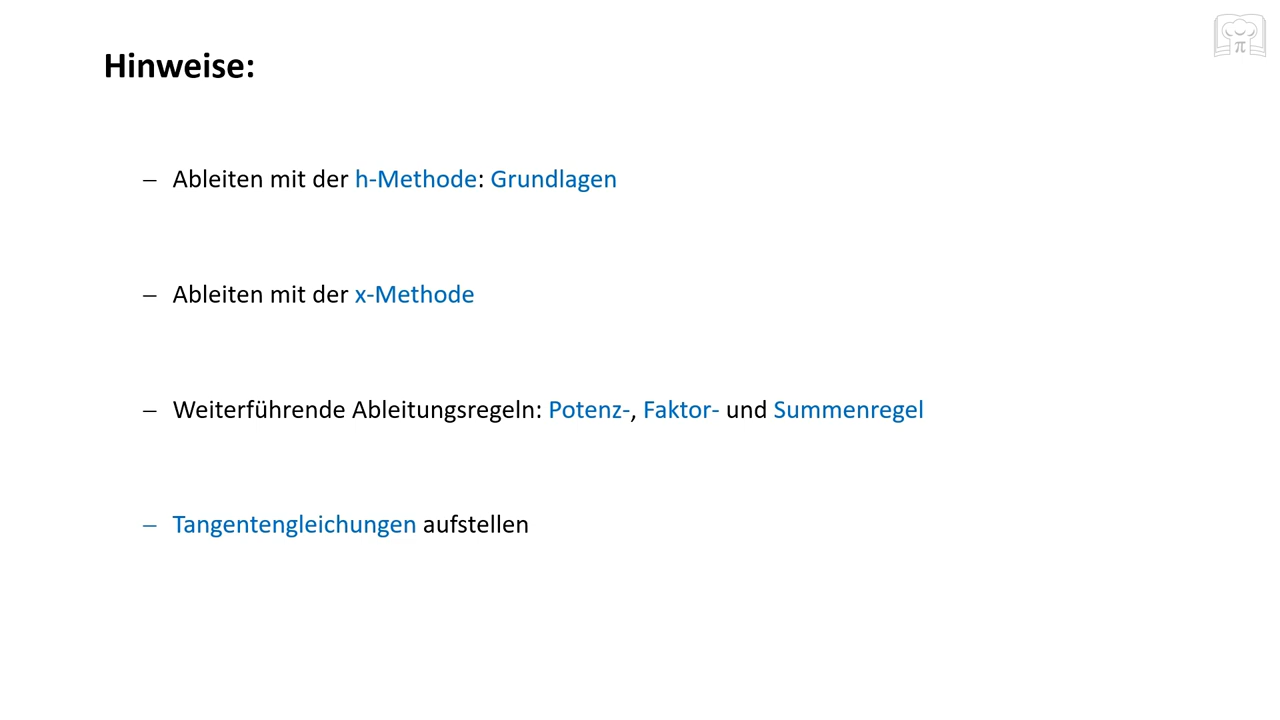 Hinweise:
– Ableiten mit der h-Methode: Grundlagen
– Ableiten mit der x-Methode
– Weiterführende Ableitungsregeln: Potenz-, Faktor- und Summenregel
– Tangentengleichungen aufstellen
π